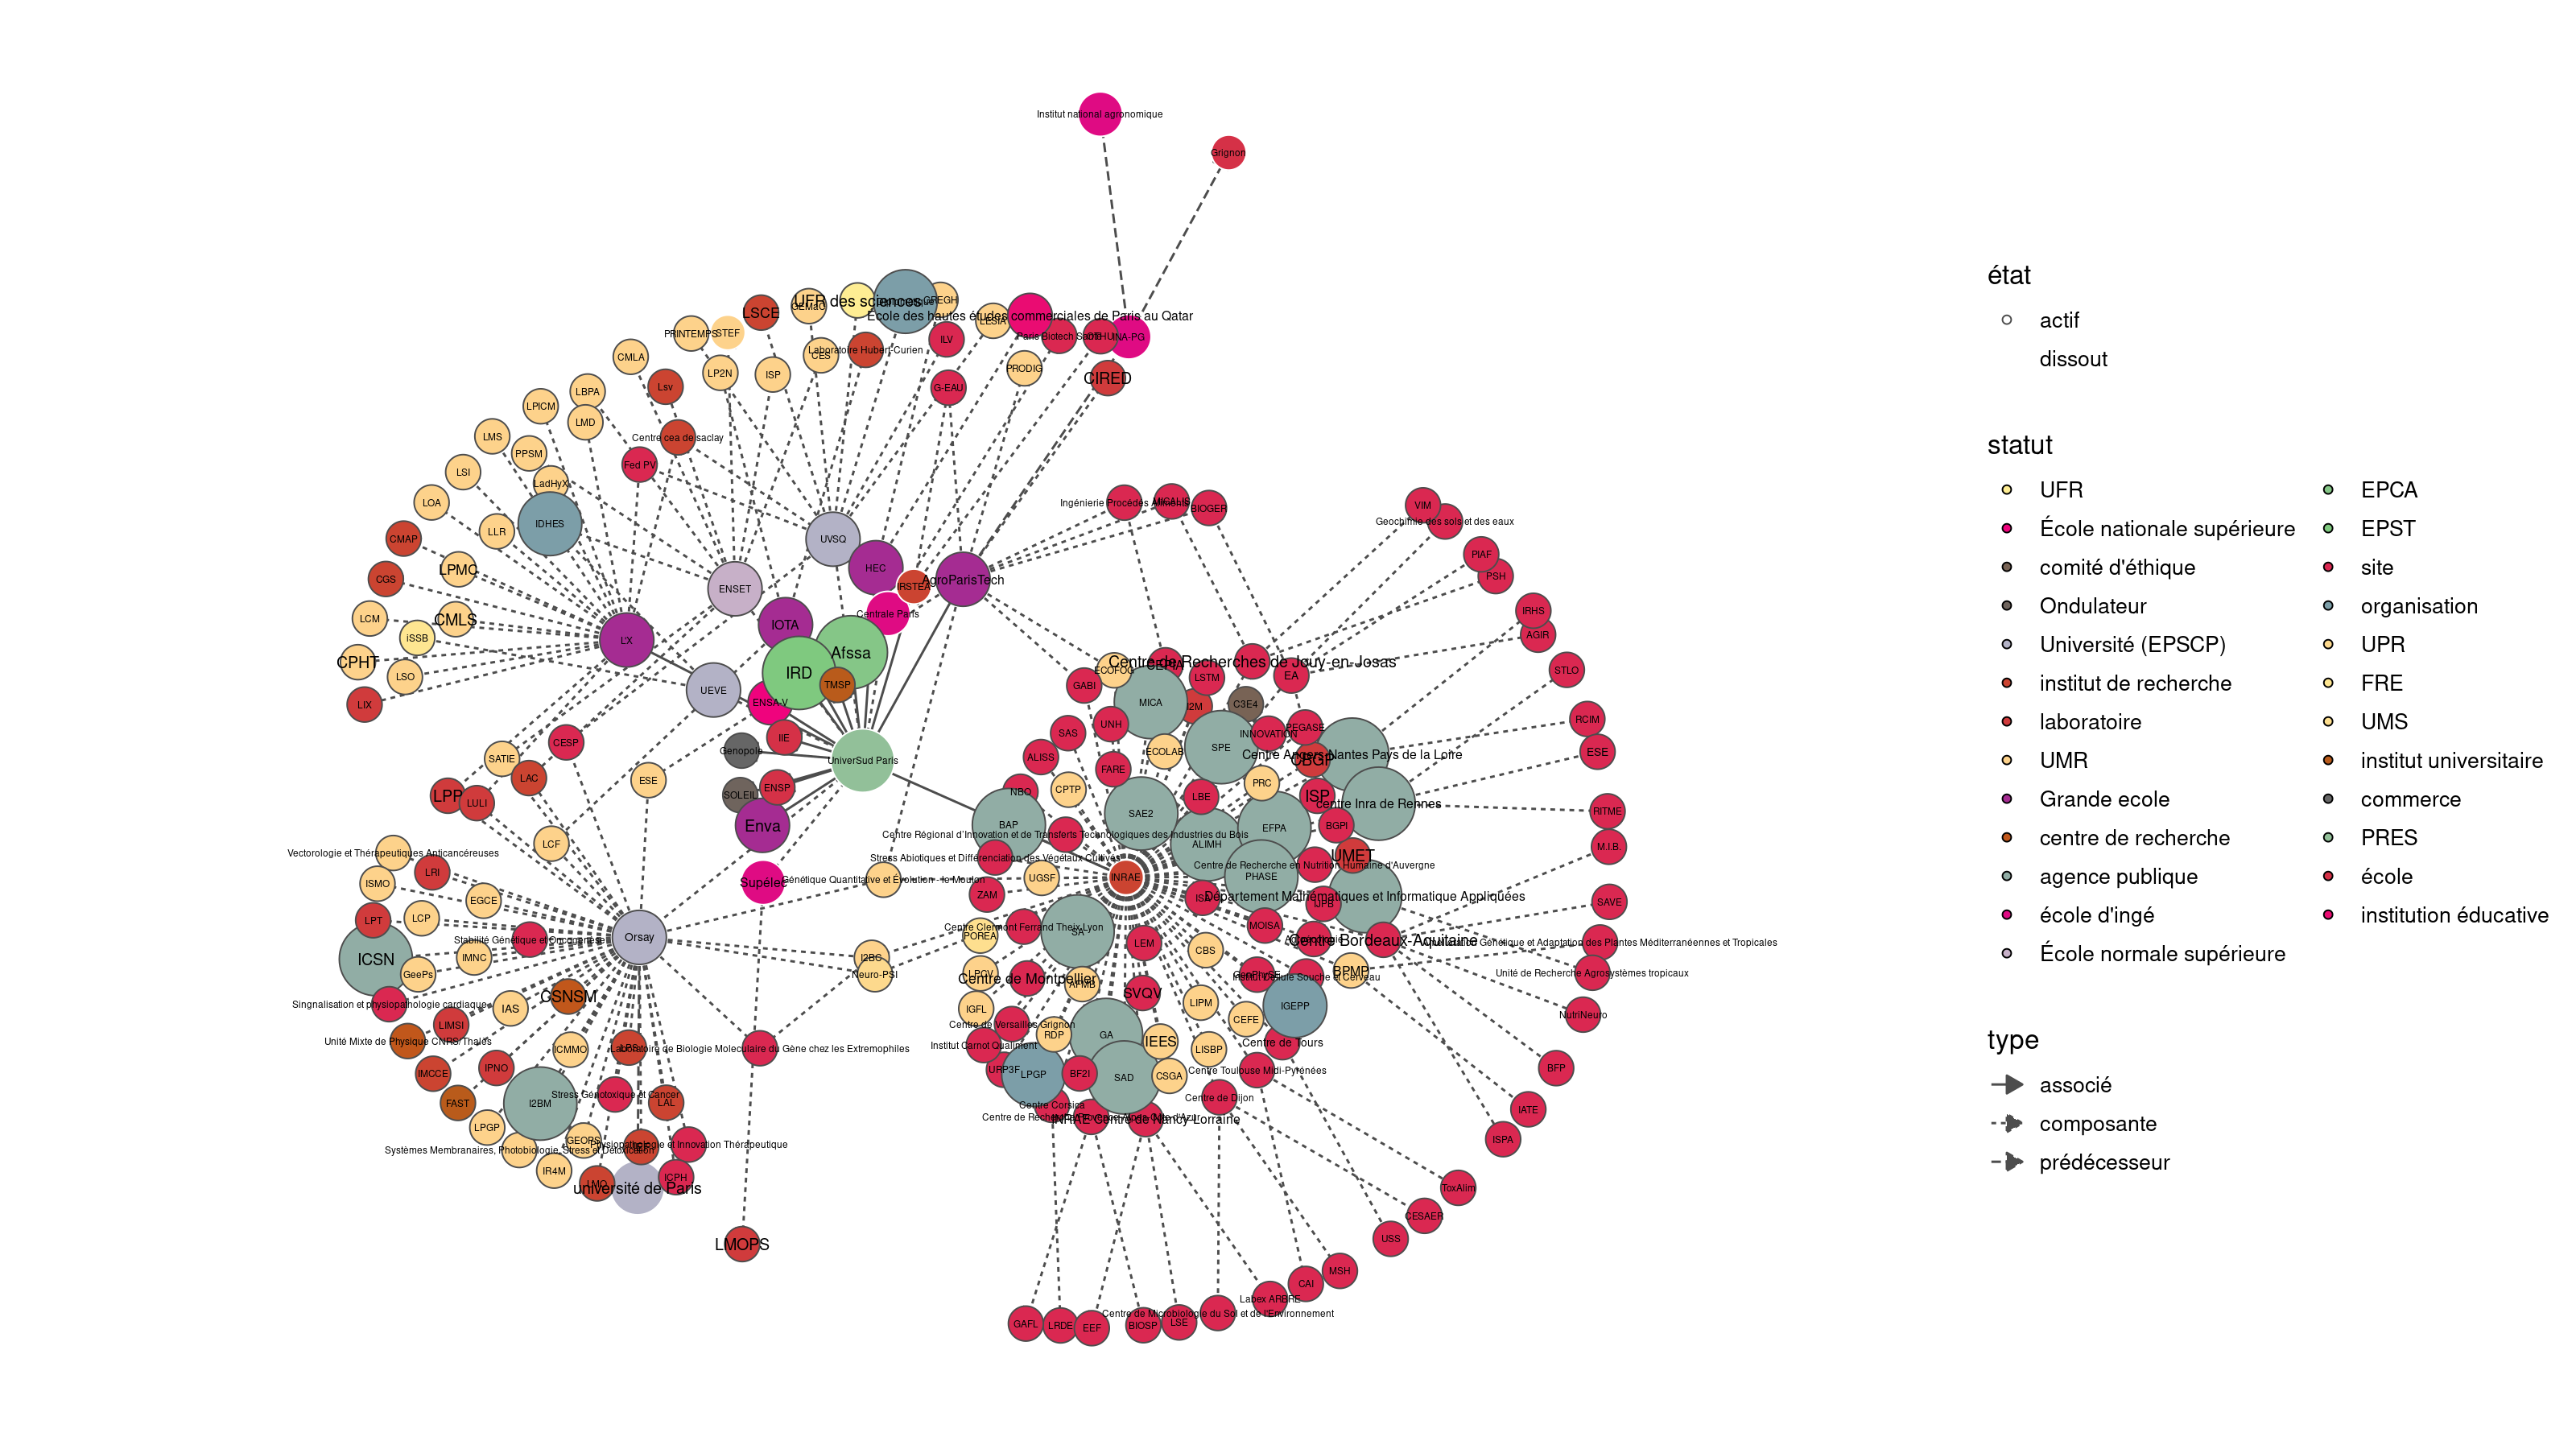 Institut national agronomique
Grignon
UFR des sciences
GREGH
LSCE
GEMaC
École des hautes études commerciales de Paris au Qatar
PRINTEMPS
STEF
LESIA
Paris Biotech Santé
INA-PG
ILV
Laboratoire Hubert-Curien
CMLA
CES
LP2N
ISP
PRODIG
CIRED
Lsv
G-EAU
LBPA
LPICM
LMD
LMS
Centre cea de saclay
PPSM
Fed PV
LSI
LadHyX
LOA
IDHES
LLR
CMAP
UVSQ
Ingénierie Procédés Aliments
MICALIS
BIOGER
VIM
Geochimie des sols et des eaux
PIAF
PSH
LPMC
CGS
HEC
IRSTEA
AgroParisTech
ENSET
IRHS
AGIR
LCM
CMLS
Centrale Paris
IOTA
L'X
iSSB
Afssa
CPHT
IRD
TMSP
LSO
LIX
UEVE
ENSA-V
Centre de Recherches de Jouy-en-Josas
ECOFOG
LSTM
EA
GABI
STLO
MICA
I2M
C3E4
UNH
RCIM
IIE
CESP
SAS
INNOVATION
PEGASE
Genopole
SATIE
UniverSud Paris
ALISS
ECOLAB
SPE
Centre Angers-Nantes Pays de la Loire
CBGP
ESE
LAC
ESE
FARE
PRC
LPP
LULI
SOLEIL
ENSP
NBO
CPTP
LBE
ISP
Centre Inra de Rennes
RITME
Enva
BAP
SAE2
EFPA
BGPI
Centre Régional d'Innovation et de Transferts Technologiques des Industries du Bois
LCF
ALIMH
M.I.B.
Vectorologie et Thérapeutiques Anticancéreuses
Stress Abiotiques et Différenciation des Végétaux Cultivés
UMET
Centre de Recherche en Nutrition Humaine d'Auvergne
LRI
ISMO
Supélec
Génétique Quantitative et Évolution - le Moulon
UGSF
INRAE
PHASE
EGCE
ZAM
ISA
Département Mathématiques et Informatique Appliquées
IJPB
SAVE
LPT
LCP
Centre Clermont Ferrand Theix Lyon
MOISA
Stabilité Génétique et Oncogenèse
Orsay
POREA
SA
LEM
Centre Bordeaux-Aquitaine
Amélioration Génétique et Adaptation des Plantes Méditerranéennes et Tropicales
ICSN
IMNC
I2BC
CBS
GeePs
Neuro-PSI
LPGV
Centre de Montpellier
AFMB
BPMP
Institut Cellule Souche et Cerveau
Unité de Recherche Agrosystèmes tropicaux
CSNSM
SVQV
Singnalisation et physiopathologie cardiaque
IAS
IGFL
LIPM
IGEPP
NutriNeuro
LIMSI
Centre de Versailles Grignon
RDP
GA
CEFE
Unité Mixte de Physique CNRS/Thales
ICMMO
LPS
Laboratoire de Biologie Moleculaire du Gène chez les Extremophiles
Institut Carnot Qualiment
IEES
LISBP
Centre de Tours
IMCCE
IPNO
URP3F
LPGP
BF2I
SAD
CSGA
Centre Toulouse Midi-Pyrénées
BFP
FAST
I2BM
Stress Génotoxique et Cancer
LAL
Centre Corsica
Centre de Dijon
INRAE Centre de Nancy-Lorraine
IATE
LPGP
GEOPS
Physiopathologie et Innovation Thérapeutique
ISPA
Systèmes Membranaires, Photobiologie, Stress et Détoxication
IR4M
ICPH
LMO
université de Paris
ToxAlim
CESAER
LMOPS
USS
MSH
CAI
Labex ARBRE
Centre de Microbiologie du Sol et de l'Environnement
GAFL
LRDE
EEF
BIOSP
LSE
état
actif
dissout
statut
UFR
École nationale supérieure
comité d'éthique
Ondulateur
Université (EPSCP)
institut de recherche
laboratoire
UMR
Grande ecole
centre de recherche
agence publique
école d'ingé
École normale supérieure
EPCA
EPST
site
organisation
UPR
FRE
UMS
institut universitaire
commerce
PRES
école
institution éducative
type
associé
composante
prédécesseur